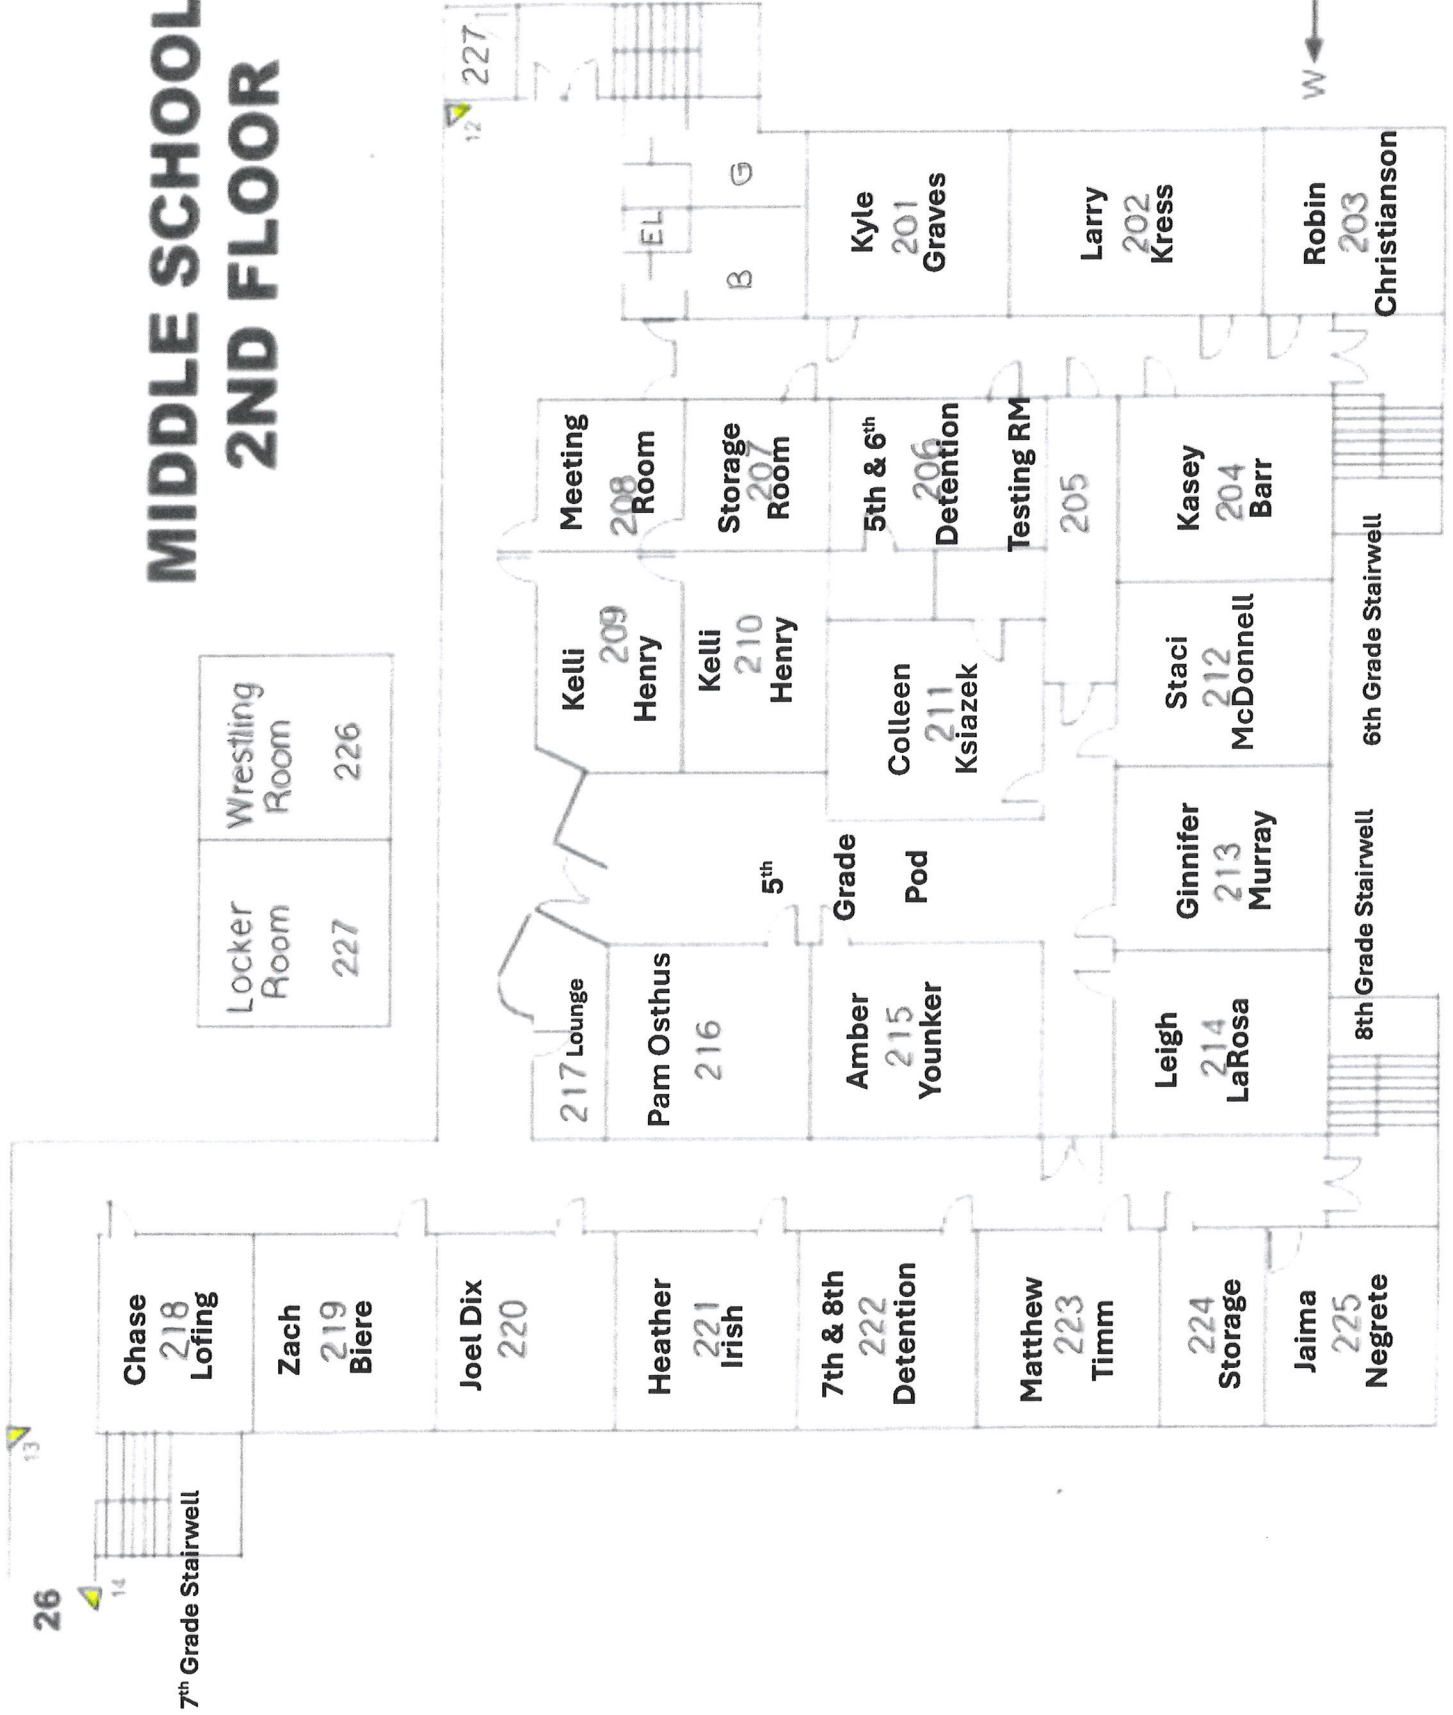 MIDDLE SCHOOL
2ND FLOOR
26
13
14
12
227
Locker
Room
227
Wrestling
Room
226
7th Grade Stairwell
Chase
218
Lofing
Zach
219
Biere
Joel Dix
220
Heather
221
Irish
7th & 8th
222
Detention
Matthew
223
Timm
224
Storage
Jaima
225
Negrete
217 Lounge
Pam Osthus
216
Amber
215
Younker
Leigh
214
LaRosa
5th
Grade
Pod
Ginnifer
213
Murray
8th Grade Stairwell
Kelli
209
Henry
Kelli
210
Henry
Colleen
211
Ksiazek
Staci
212
McDonnell
6th Grade Stairwell
Meeting
208
Room
Storage
207
Room
5th & 6th
206
Detention
Testing RM
205
Kasey
204
Barr
EL
B
G
Kyle
201
Graves
Larry
202
Kress
Robin
203
Christianson
W